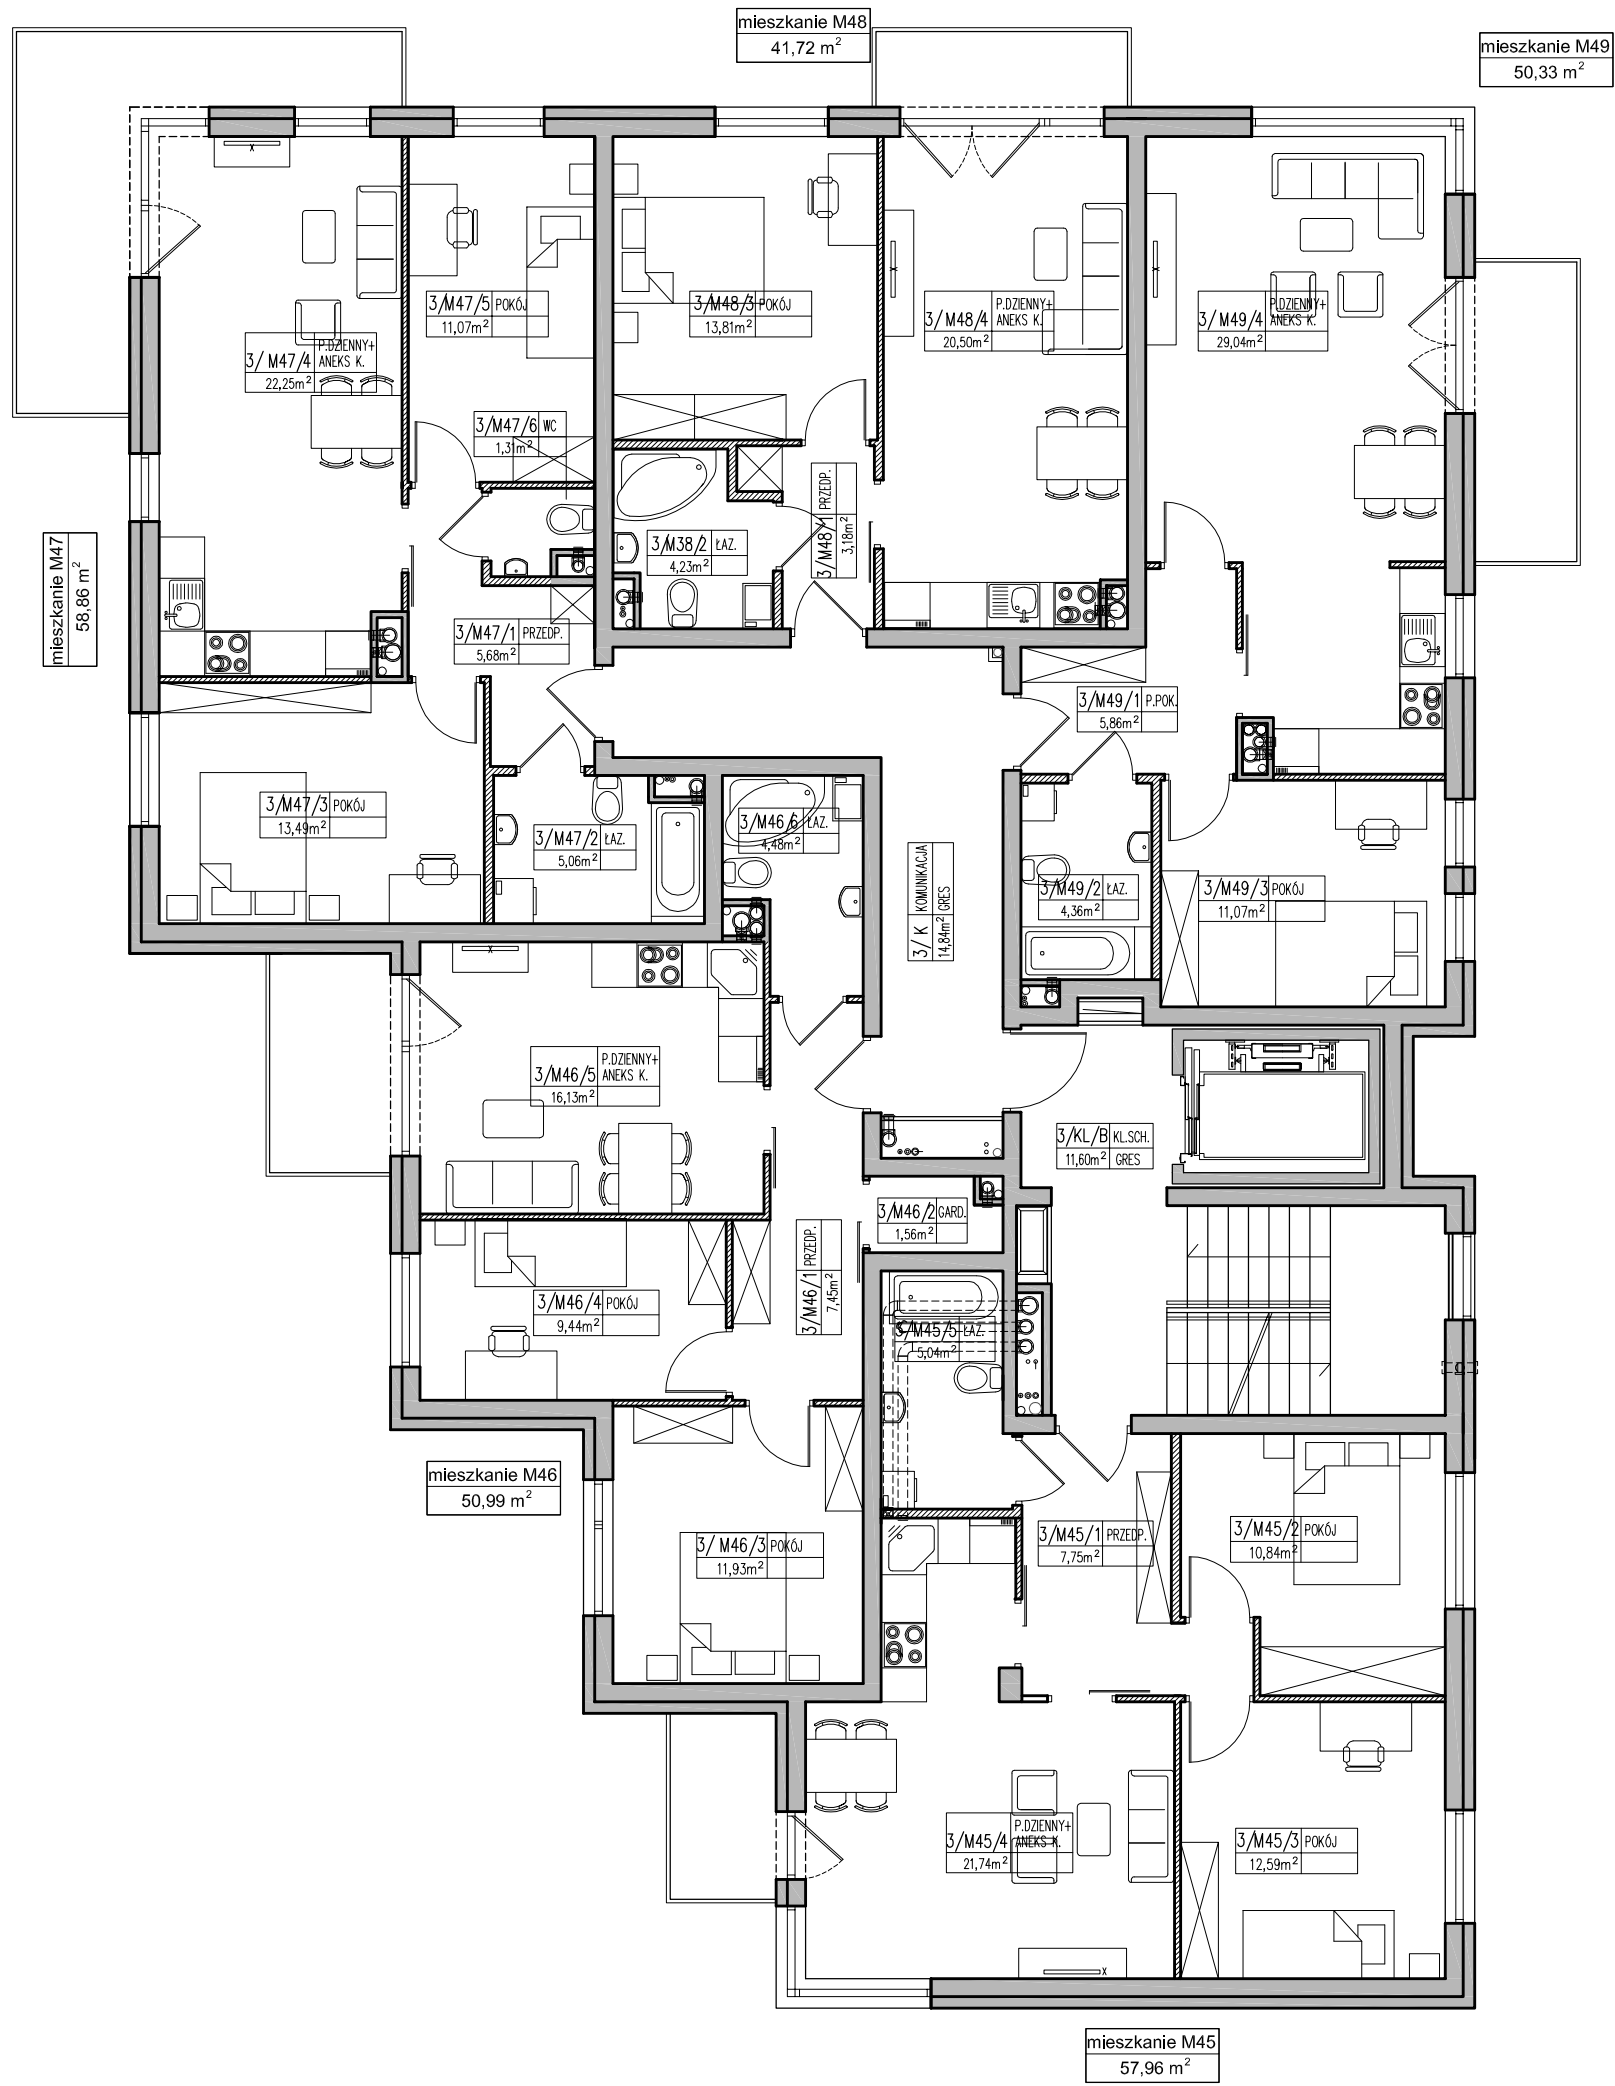 mieszkanie M48
41,72 m²
mieszkanie M49
50,33 m²
3/M47/5 POKÓJ
11,07m²
3/M48/3 POKÓJ
13,81m²
3/M48/4 P.DZIENNY+ ANEKS K.
20,50m²
3/M49/4 P.DZIENNY+ ANEKS K.
29,04m²
3/ M47/4 P.DZIENNY+ ANEKS K.
22,25m²
3/M47/6 WC
1,31m²
3/M48/1 PRZEDP.
3,18m²
3/M38/2 ŁAZ.
4,23m²
mieszkanie M47
58,86 m²
3/M47/1 PRZEDP.
5,68m²
3/M49/1 P.POK.
5,86m²
3/M47/3 POKÓJ
13,49m²
3/M47/2 ŁAZ.
5,06m²
3/M46/6 ŁAZ.
4,48m²
3/ K KOMUNIKACJA
14,84m² GRES
3/M49/2 ŁAZ.
4,36m²
3/M49/3 POKÓJ
11,07m²
3/M46/5 P.DZIENNY+ ANEKS K.
16,13m²
3/KL/B KL.SCH.
11,60m² GRES
3/M46/2 GARD.
1,56m²
3/M46/1 PRZEDP.
7,45m²
3/M46/4 POKÓJ
9,44m²
3/M45/5 ŁAZ.
5,04m²
mieszkanie M46
50,99 m²
3/ M46/3 POKÓJ
11,93m²
3/M45/1 PRZEDP.
7,75m²
3/M45/2 POKÓJ
10,84m²
3/M45/4 P.DZIENNY+ ANEKS K.
21,74m²
3/M45/3 POKÓJ
12,59m²
mieszkanie M45
57,96 m²